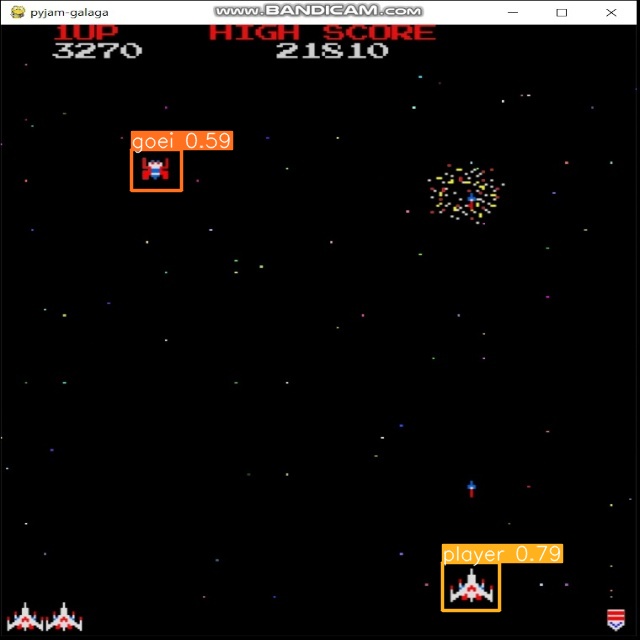 pyjam-galaga
www.BANDICAM.com
1UP HIGH SCORE
3270 21810
goei 0.59
player 0.79